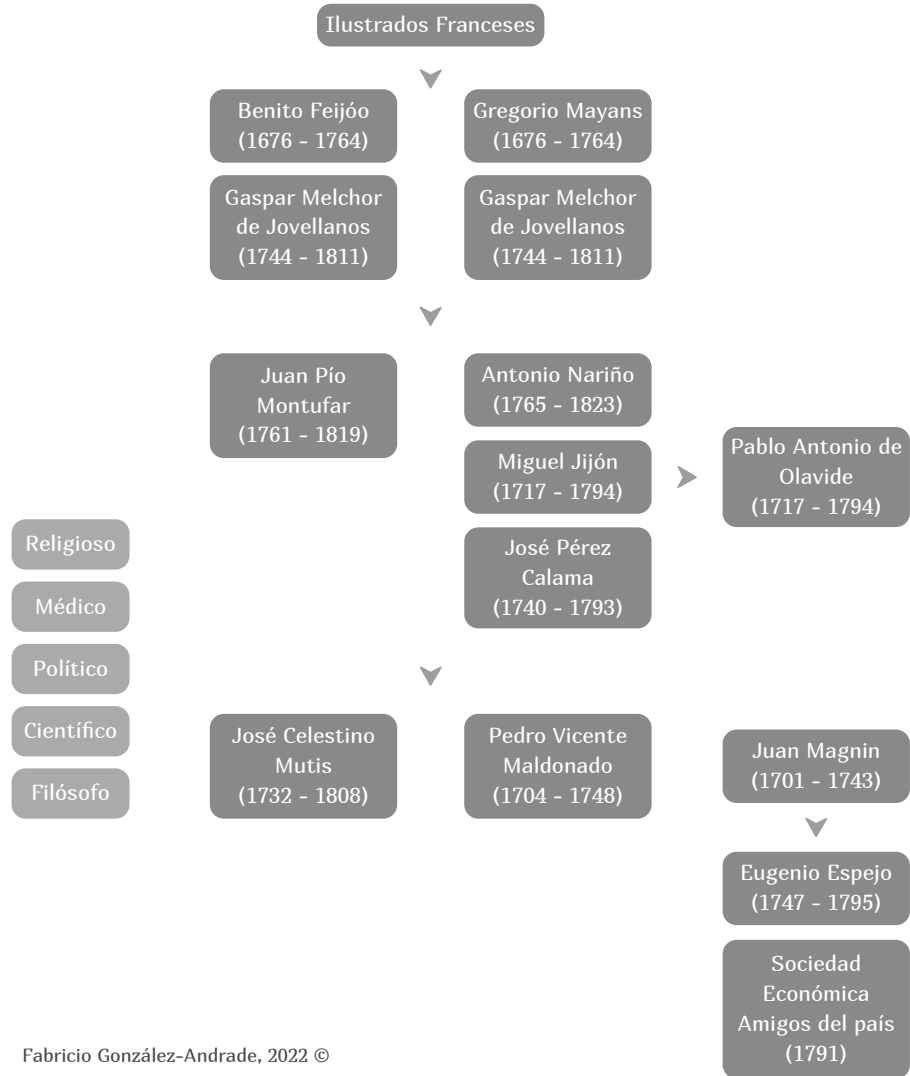 Ilustrados Franceses
Benito Feijóo
(1676 - 1764)
Gregorio Mayans
(1676 - 1764)
Gaspar Melchor
de Jovellanos
(1744 - 1811)
Gaspar Melchor
de Jovellanos
(1744 - 1811)
Juan Pío
Montufar
(1761 - 1819)
Antonio Nariño
(1765 - 1823)
Miguel Jijón
(1717 - 1794)
Pablo Antonio de
Olavide
(1717 - 1794)
José Pérez
Calama
(1740 - 1793)
Religioso
Médico
Político
Científico
Filósofo
José Celestino
Mutis
(1732 - 1808)
Pedro Vicente
Maldonado
(1704 - 1748)
Juan Magnin
(1701 - 1743)
Eugenio Espejo
(1747 - 1795)
Sociedad
Económica
Amigos del país
(1791)
Fabricio González-Andrade, 2022 ©